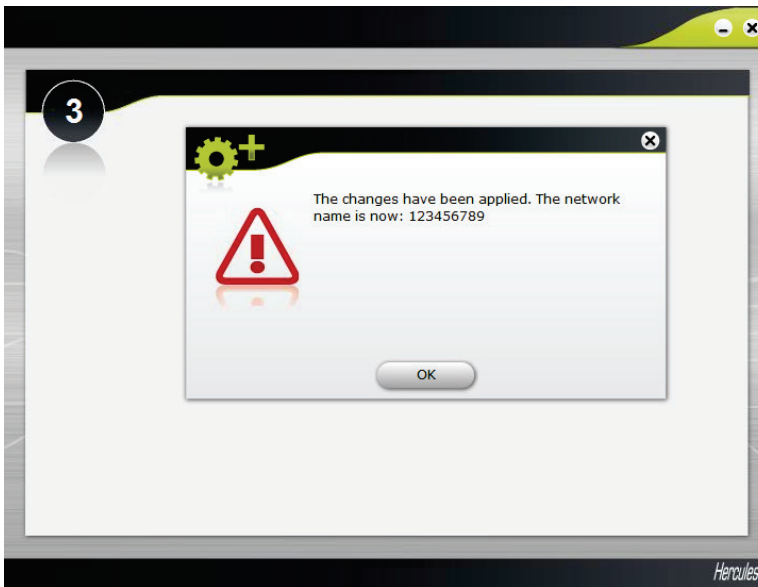 3
The changes have been applied. The network
name is now: 123456789
OK
Hercules